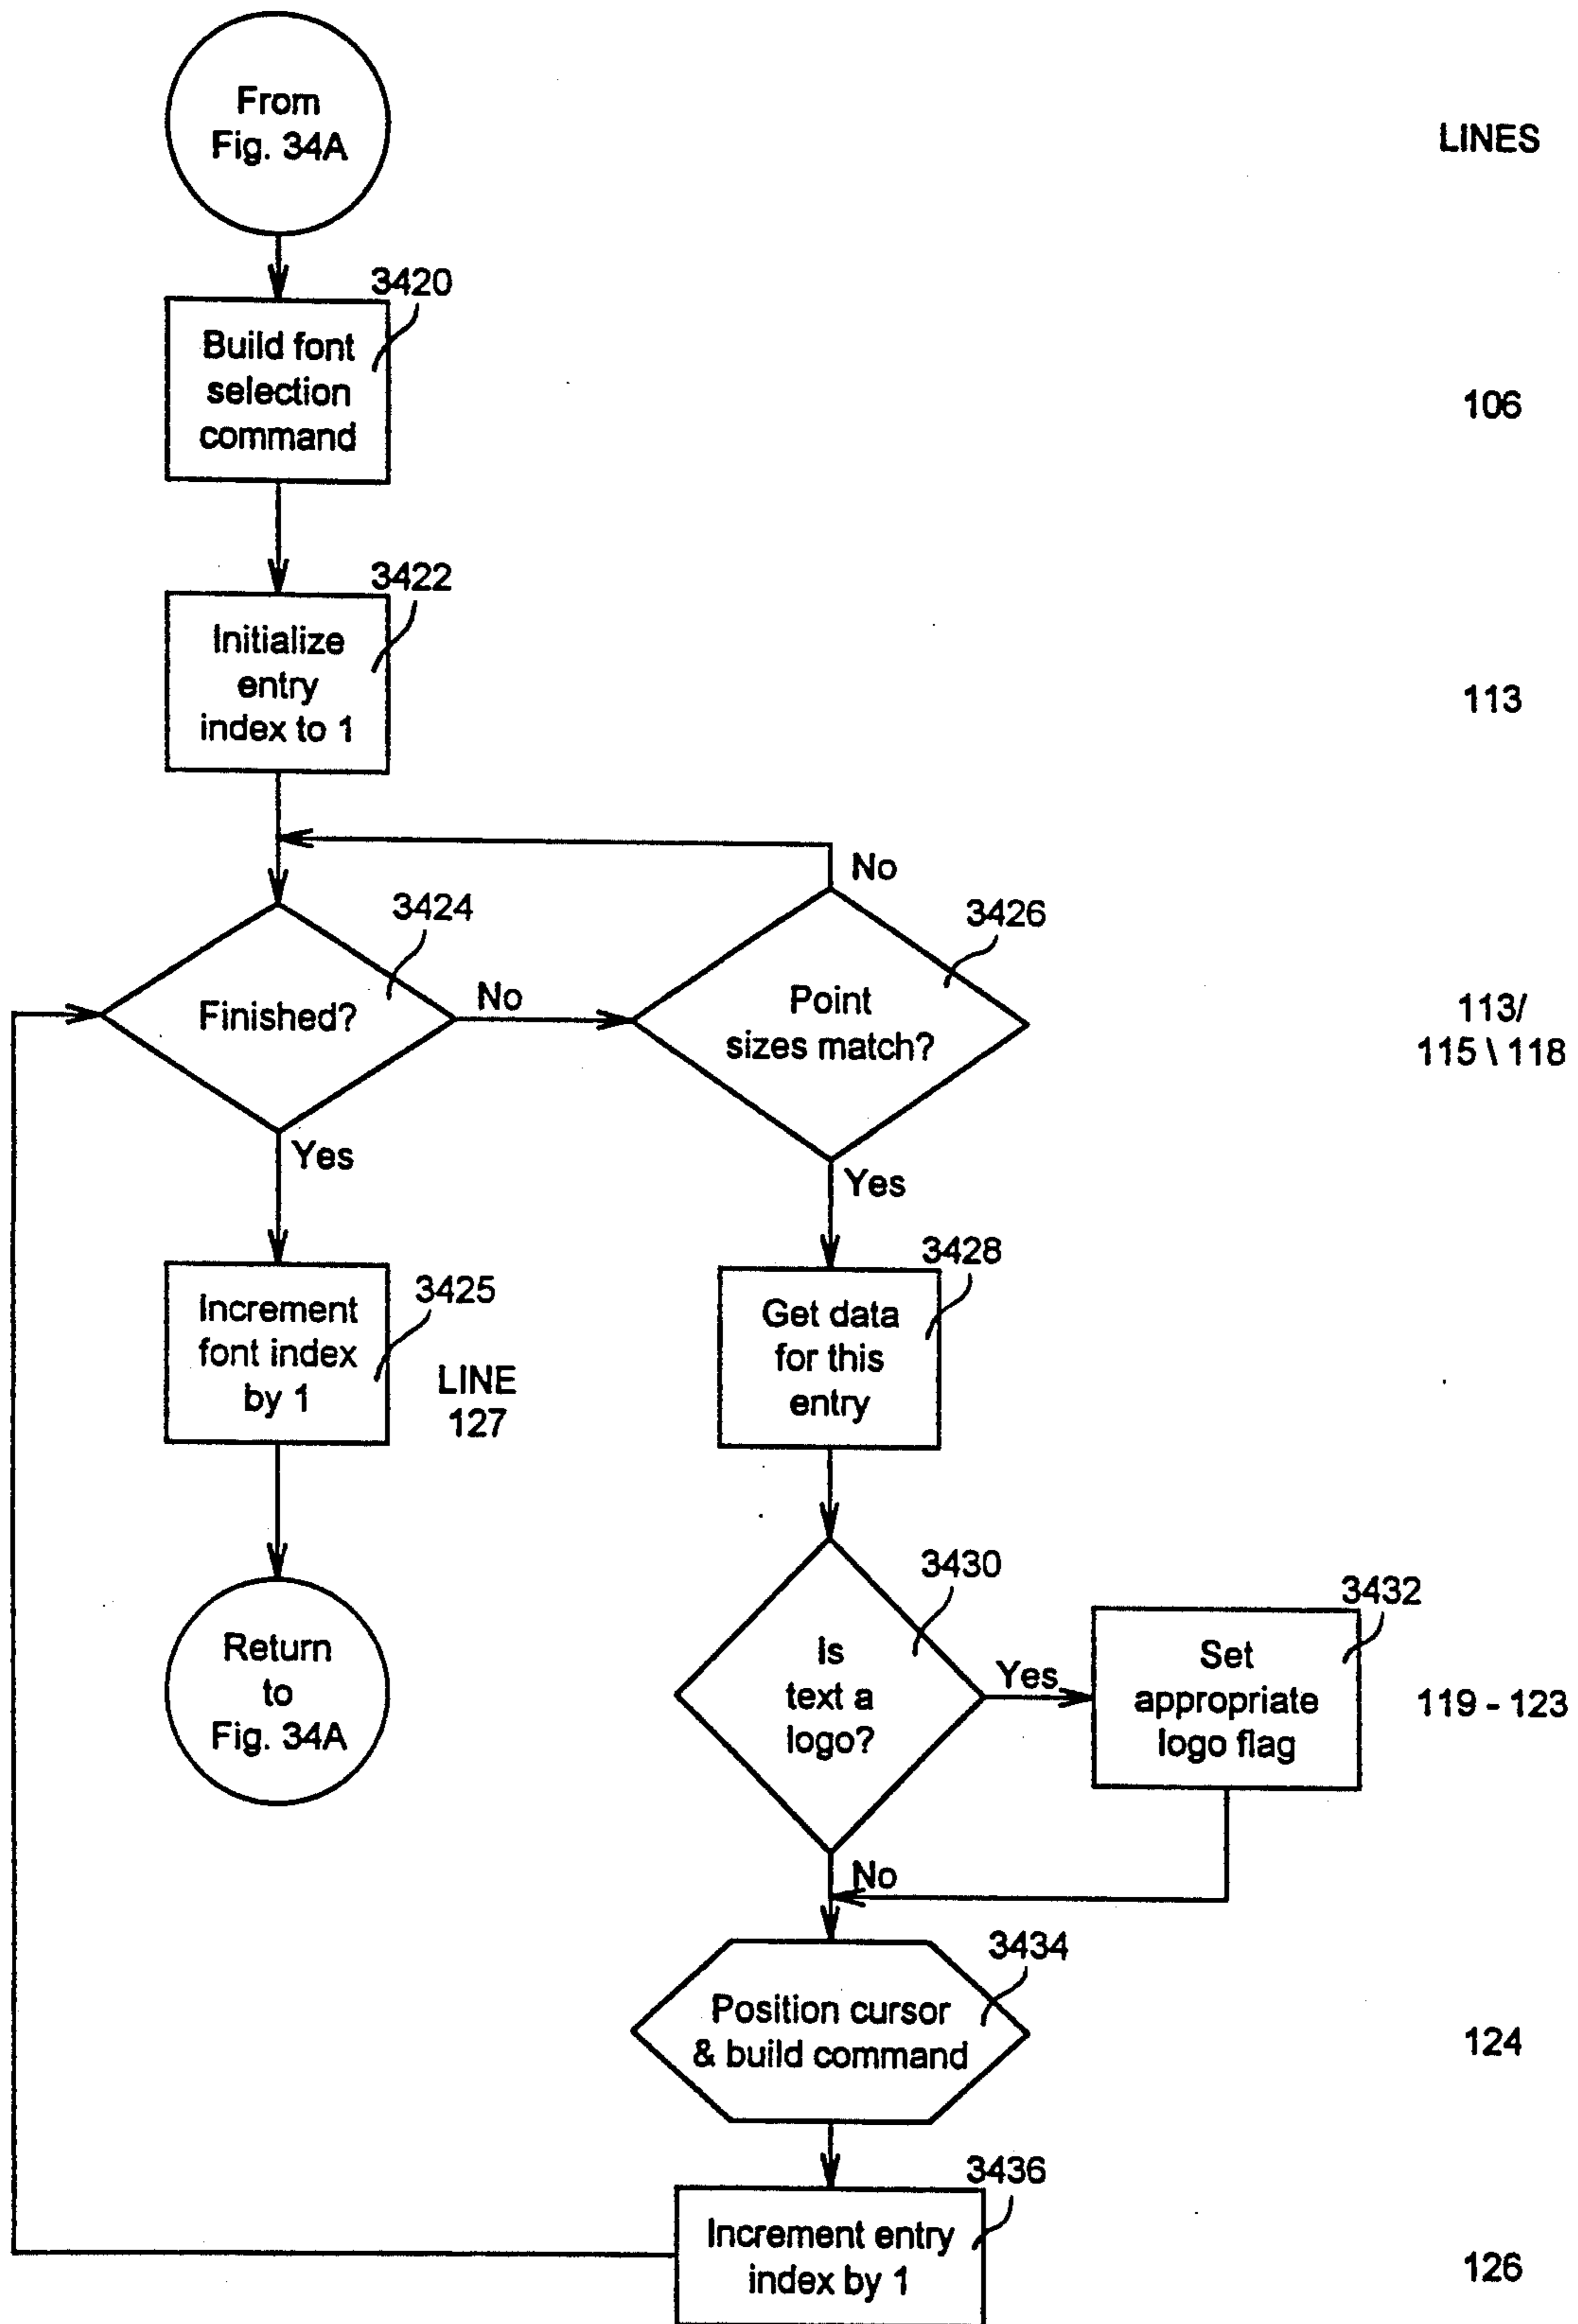 From
Fig. 34A
LINES
3420
Build font
selection
command
106
3422
Initialize
entry
index to 1
113
No
3424
3426
Finished?
No
Point
sizes match?
113/
115 \ 118
Yes
Yes
3428
Increment
font index
by 1
3425
LINE
127
Get data
for this
entry
3430
3432
Return
to
Fig. 34A
Is
text a
logo?
Yes
Set
appropriate
logo flag
119 - 123
No
3434
Position cursor
& build command
124
3436
Increment entry
index by 1
126